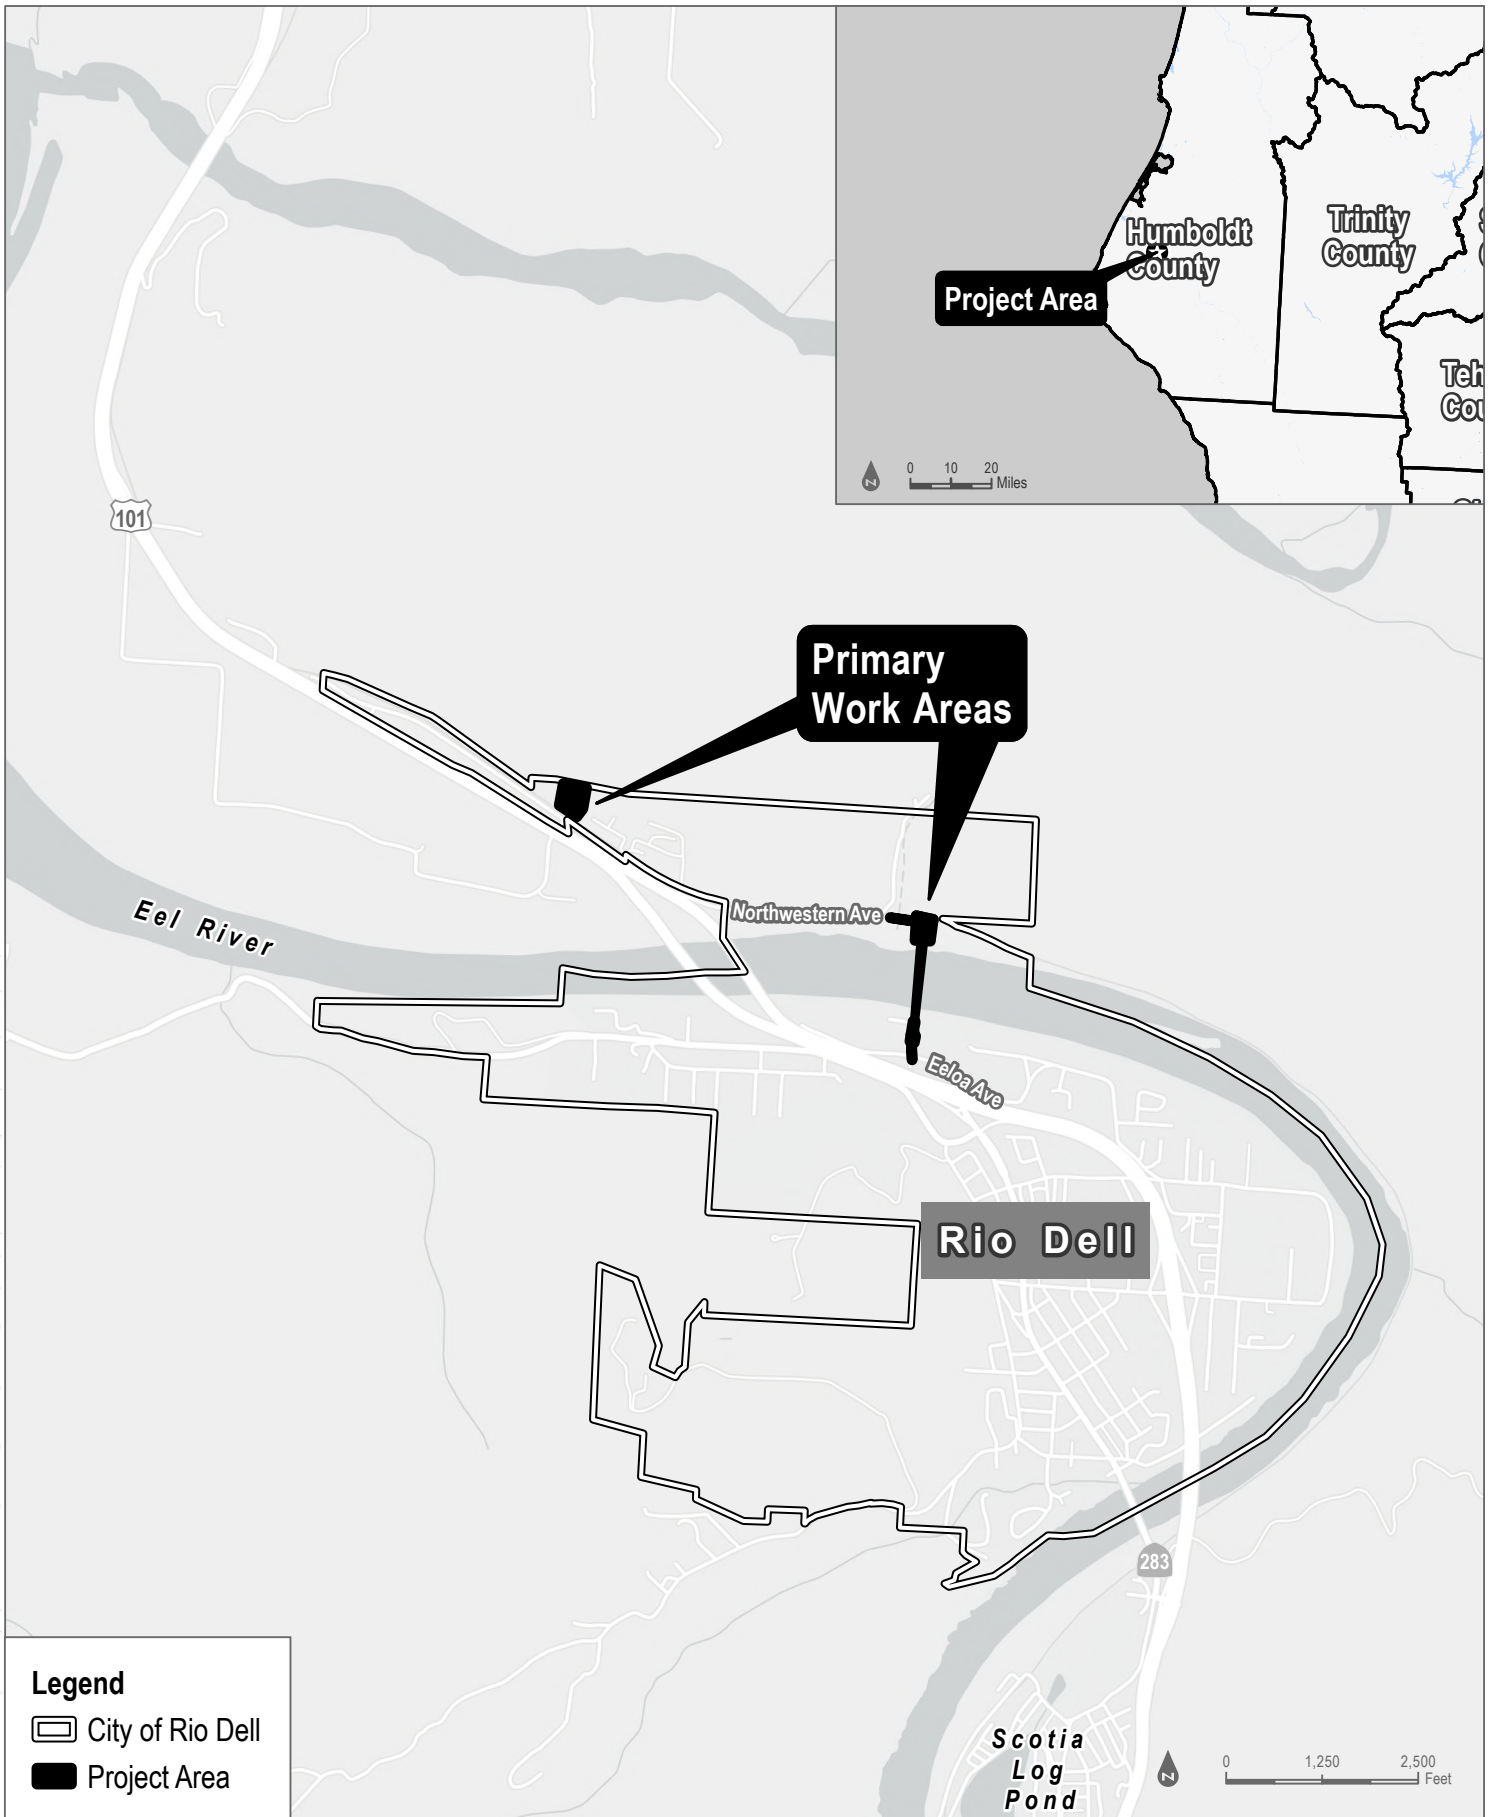 Humboldt
County
Trinity
County
Project Area
Teh
Cou
N
0 10 20
Miles
101
Primary
Work Areas
Northwestern Ave
Eel River
Eeloa Ave
Rio Dell
283
Legend
City of Rio Dell
Project Area
Scotia
Log
Pond
N
0 1,250 2,500
Feet